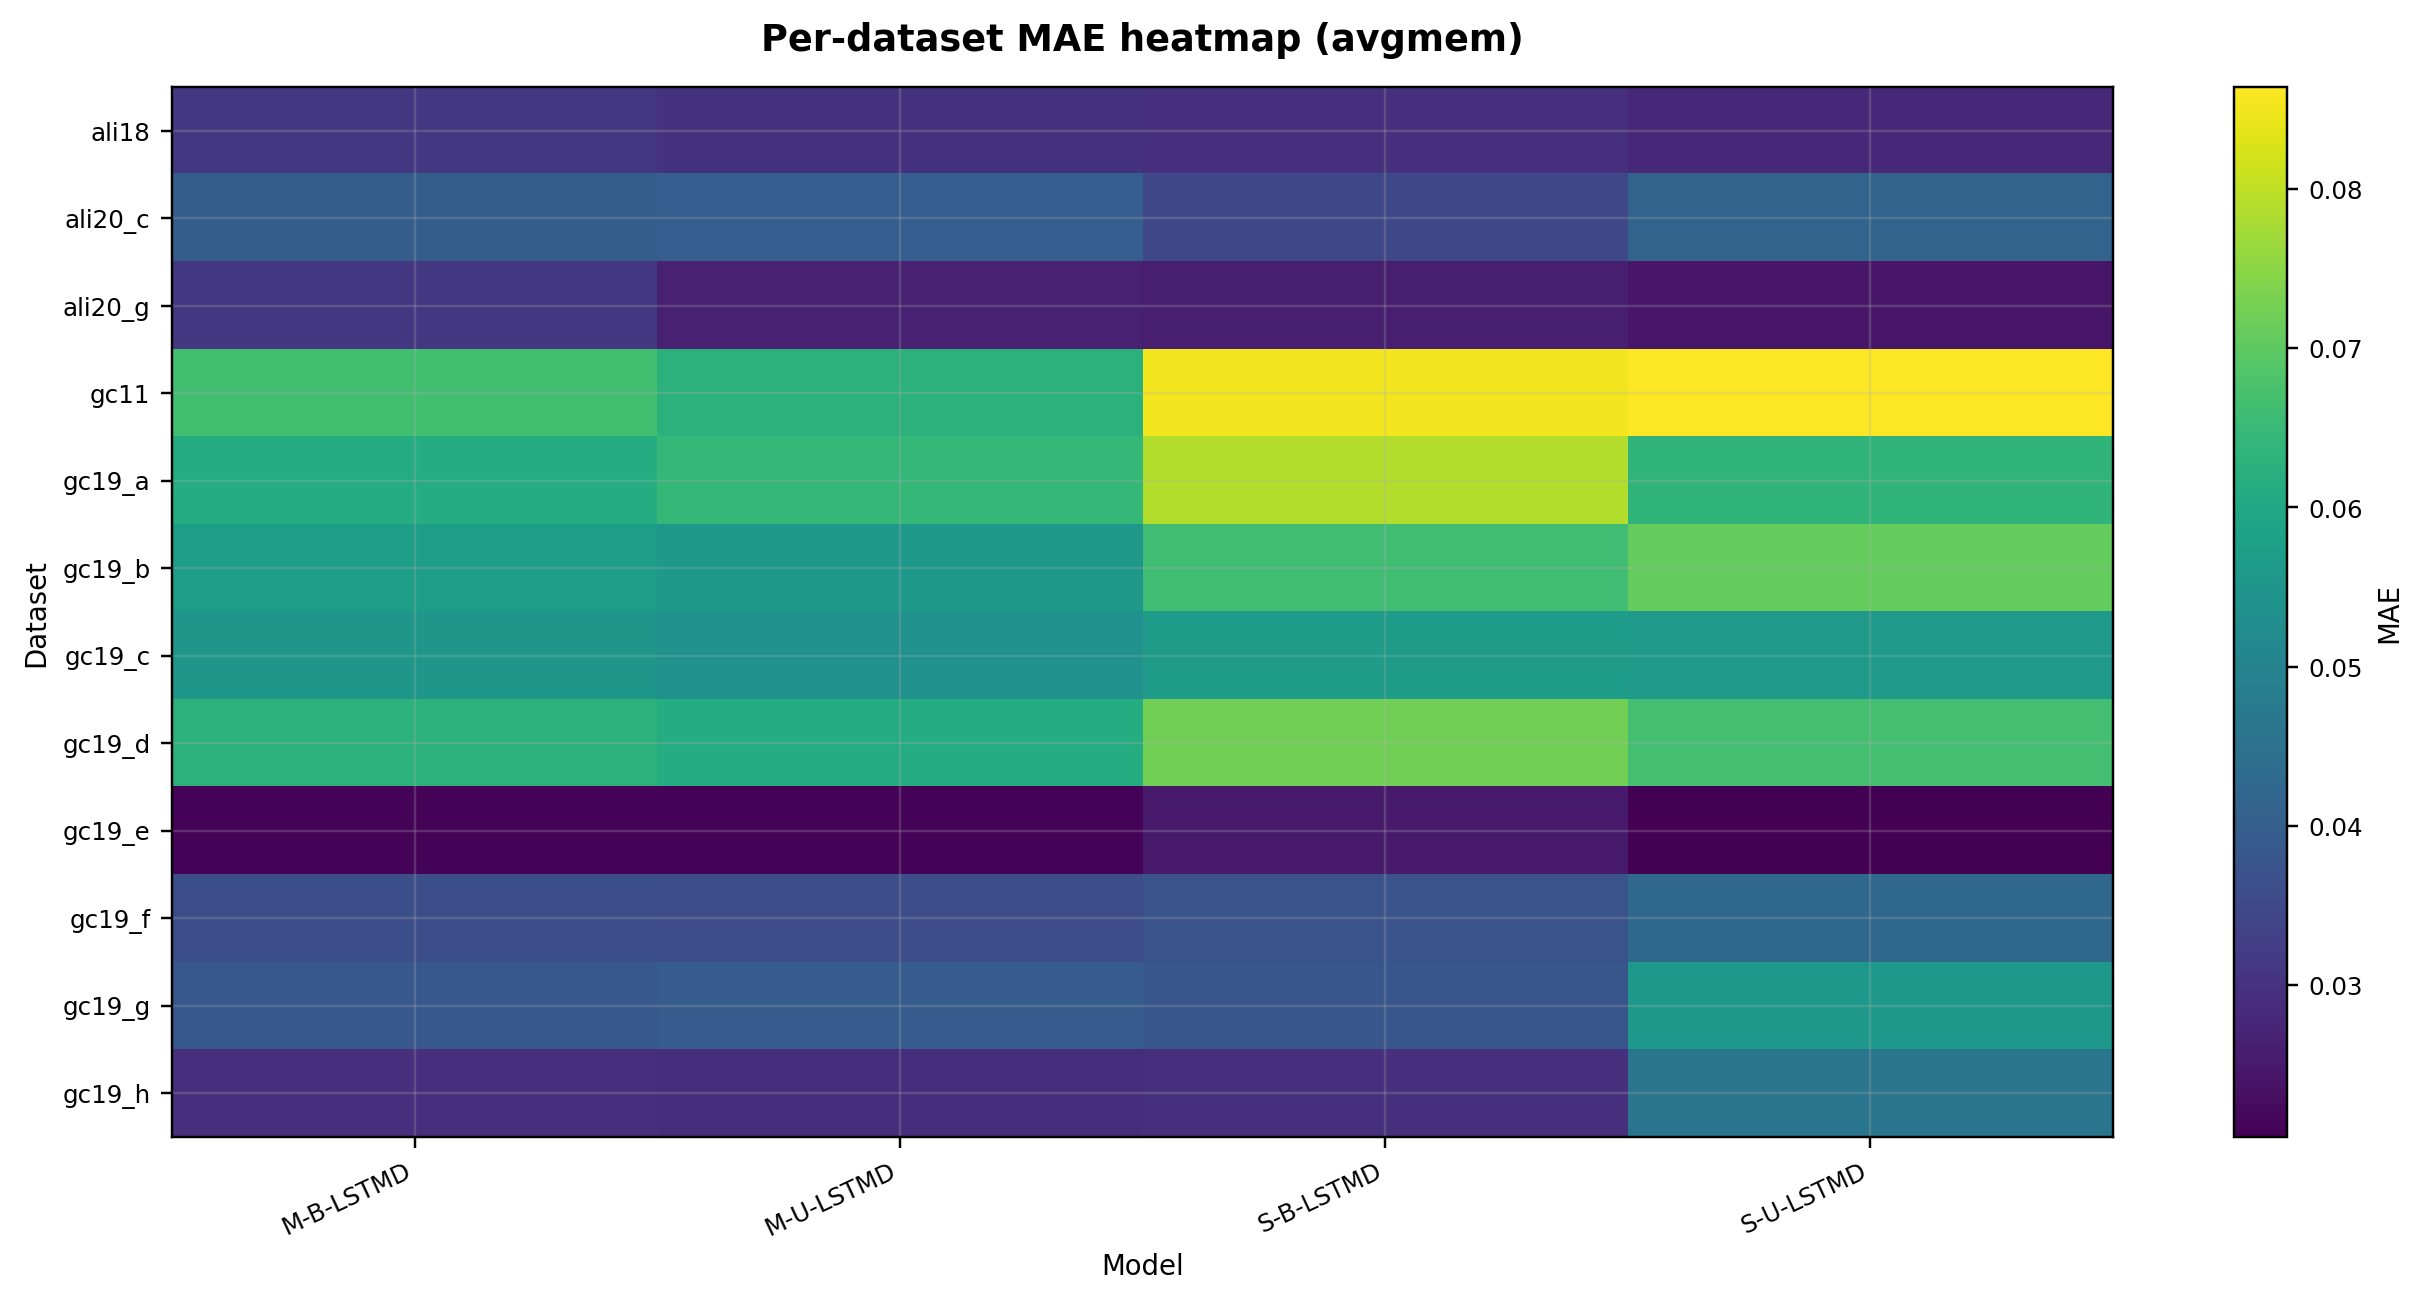 Per-dataset MAE heatmap (avgmem)
ali18
ali20_c
ali20_g
gc11
gc19_a
gc19_b
gc19_c
gc19_d
gc19_e
gc19_f
gc19_g
gc19_h
Dataset
M-B-LSTMD
M-U-LSTMD
S-B-LSTMD
S-U-LSTMD
Model
0.08
0.07
0.06
0.05
0.04
0.03
MAE